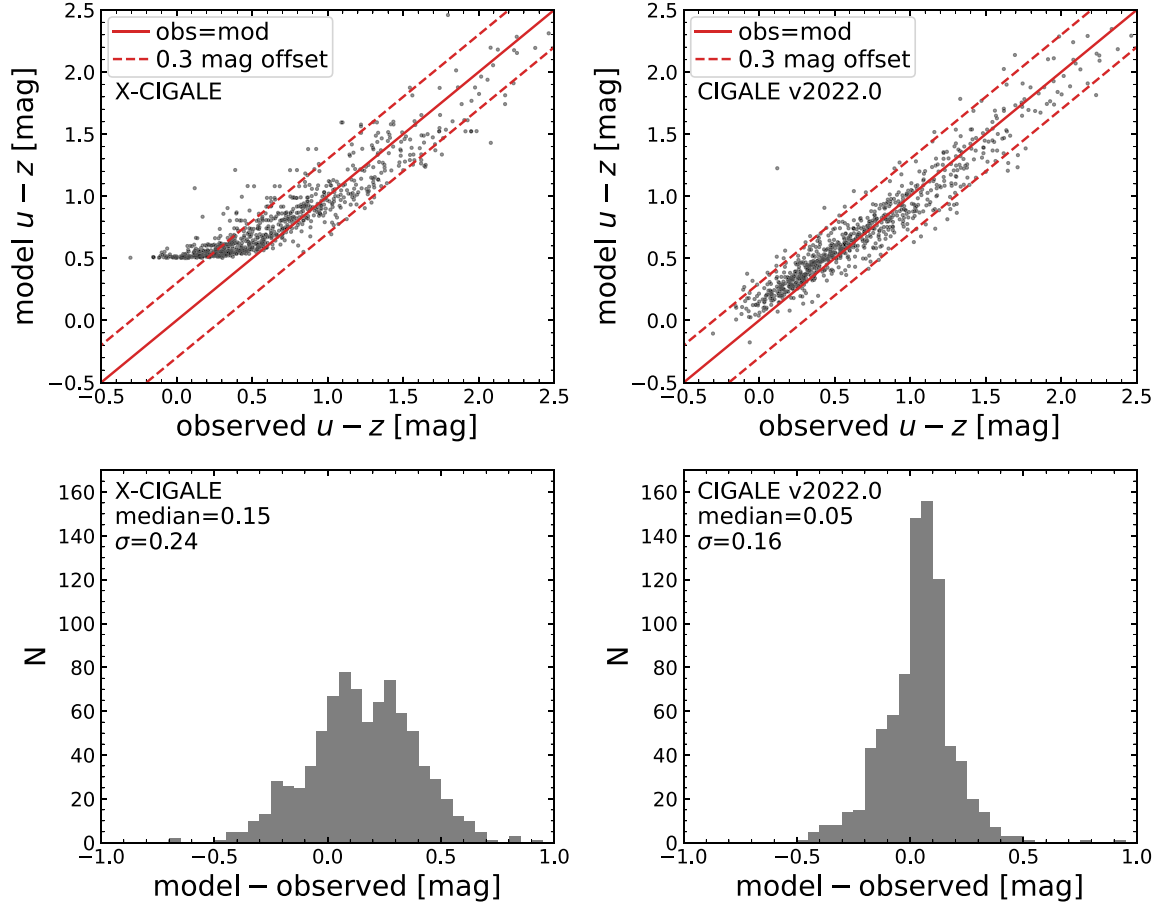 obs=mod
0.3 mag offset
X-CIGALE
model u − z [mag]
2.5
2.0
1.5
1.0
0.5
0.0
−0.5
−0.5 0.0 0.5 1.0 1.5 2.0 2.5
observed u − z [mag]
obs=mod
0.3 mag offset
CIGALE v2022.0
model u − z [mag]
2.5
2.0
1.5
1.0
0.5
0.0
−0.5
−0.5 0.0 0.5 1.0 1.5 2.0 2.5
observed u − z [mag]
X-CIGALE
median=0.15
σ=0.24
N
160
140
120
100
80
60
40
20
0
−1.0 −0.5 0.0 0.5 1.0
model − observed [mag]
CIGALE v2022.0
median=0.05
σ=0.16
N
160
140
120
100
80
60
40
20
0
−1.0 −0.5 0.0 0.5 1.0
model − observed [mag]